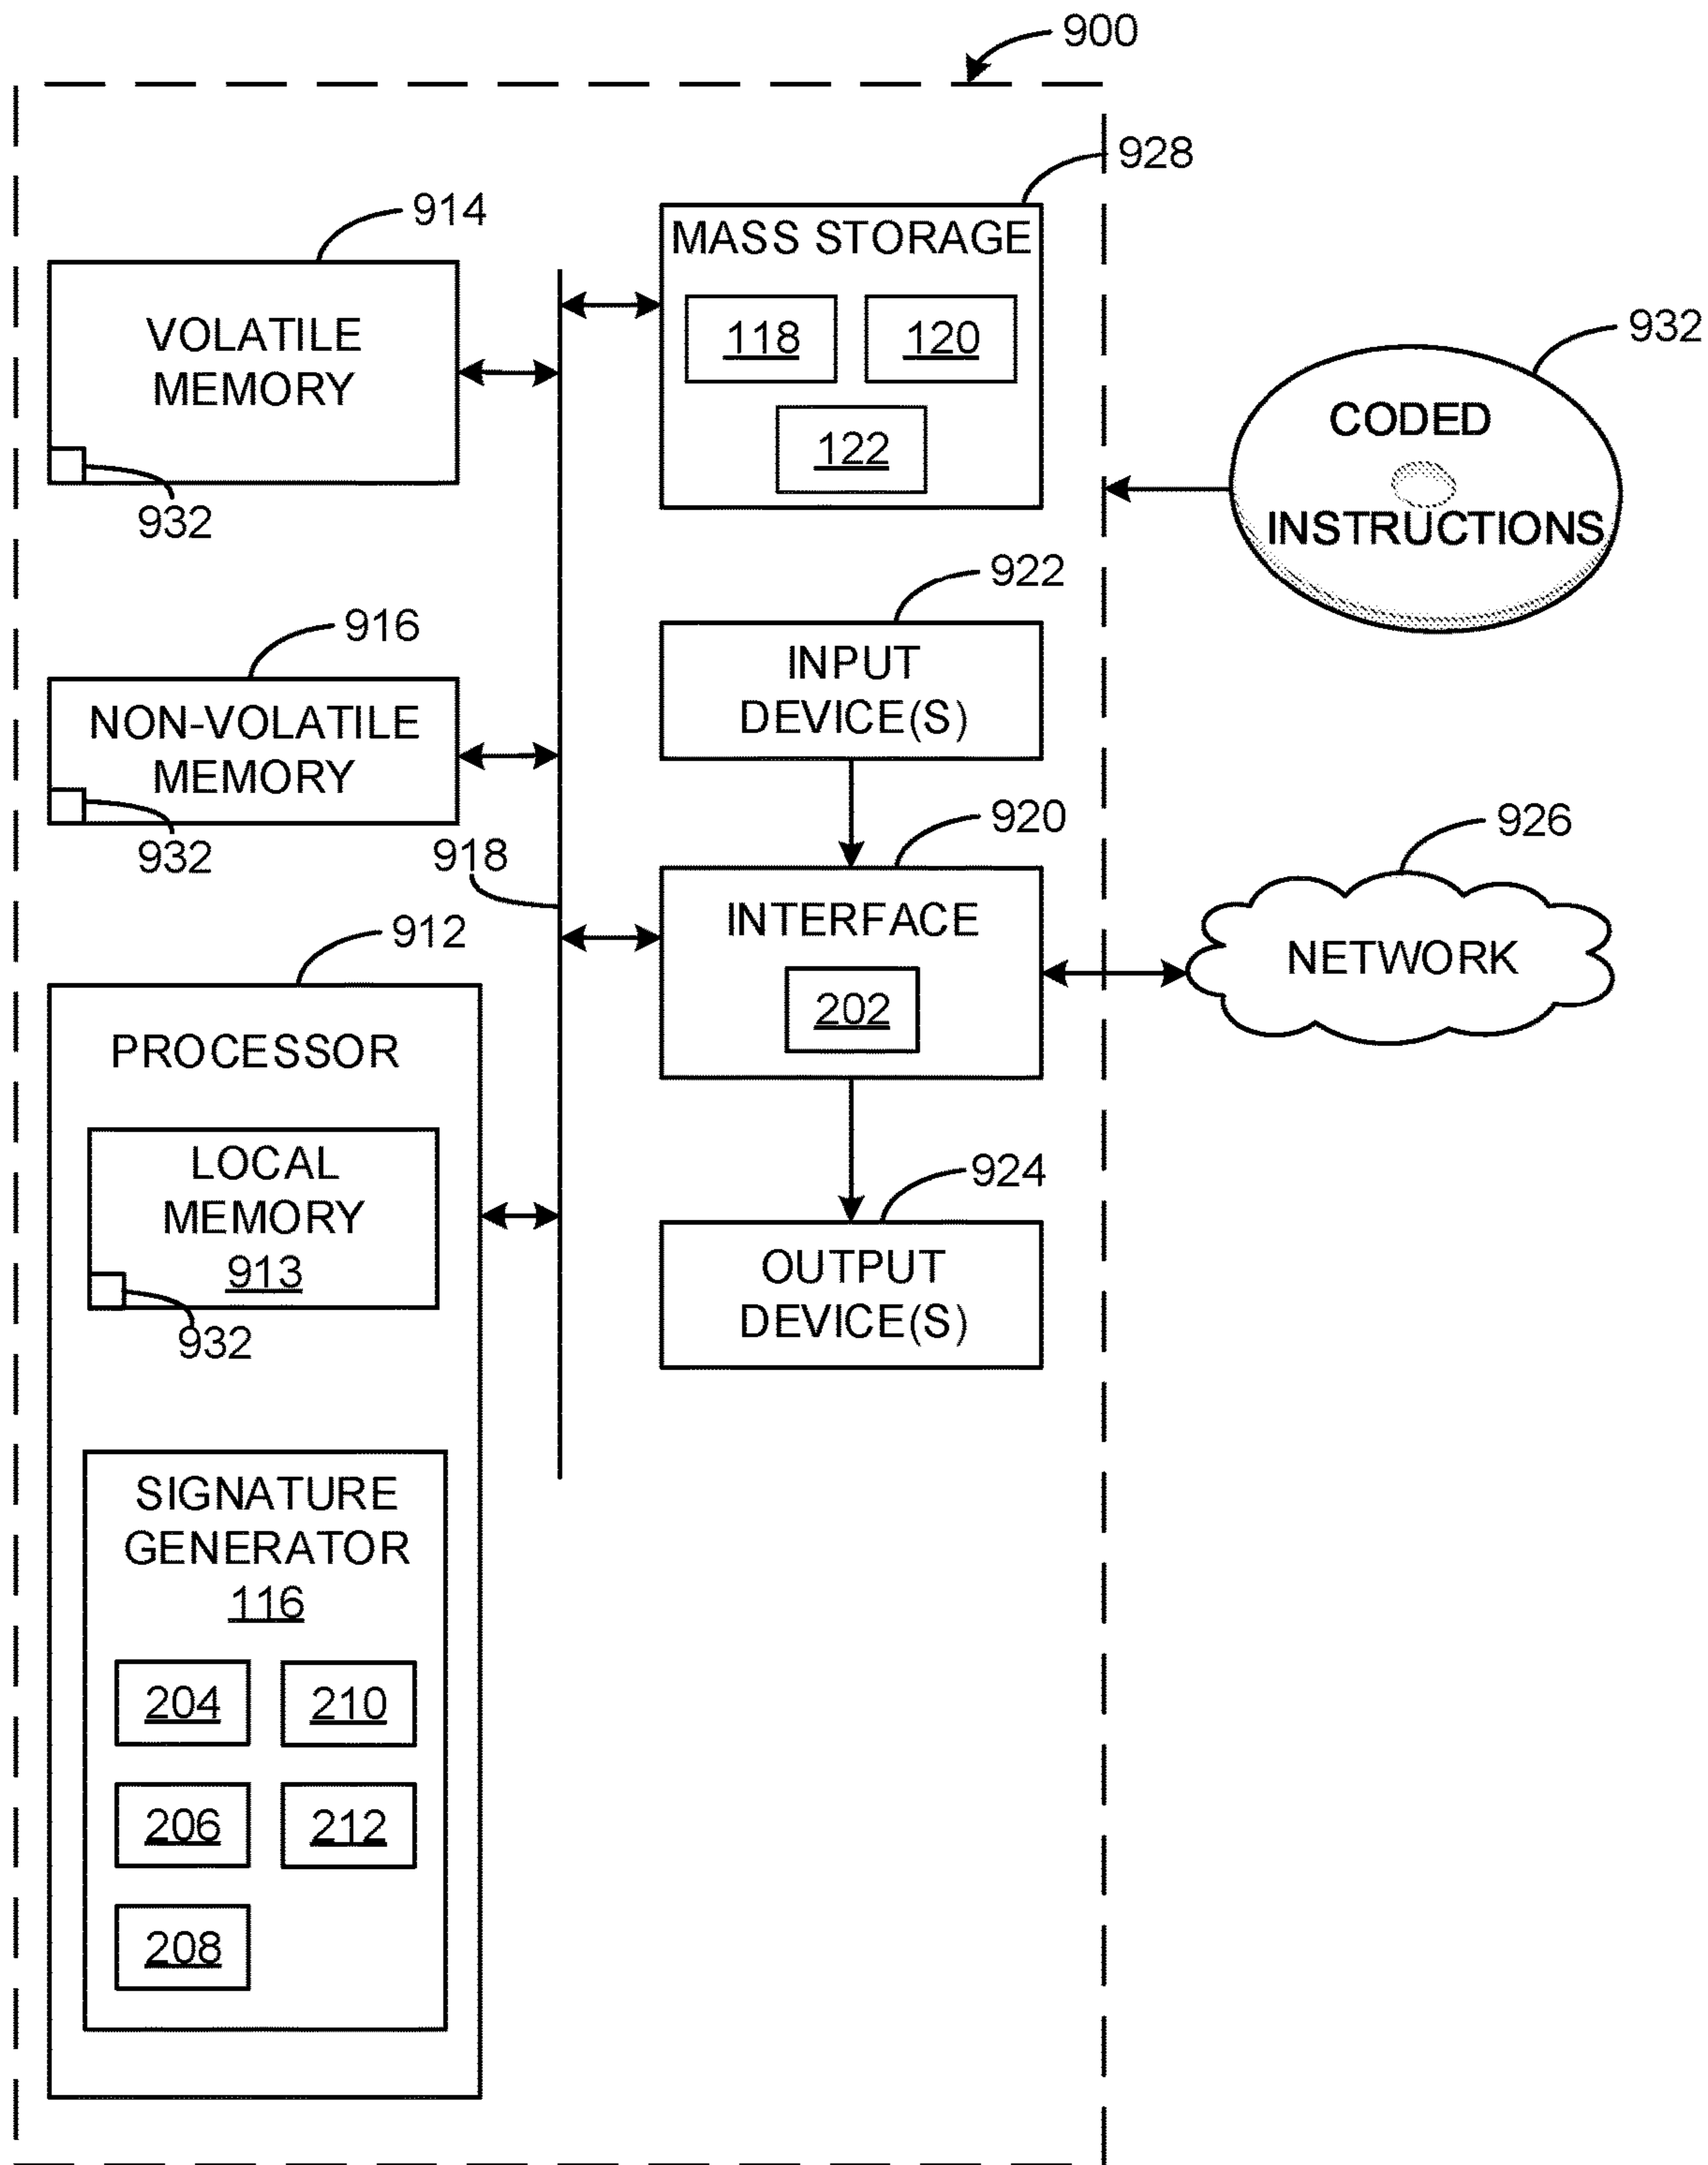 900
928
914
MASS STORAGE
VOLATILE
MEMORY
118
120
122
932
932
CODED
INSTRUCTIONS
922
916
INPUT
DEVICE(S)
NON-VOLATILE
MEMORY
932
918
920
926
912
INTERFACE
202
NETWORK
PROCESSOR
LOCAL
MEMORY
913
932
924
OUTPUT
DEVICE(S)
SIGNATURE
GENERATOR
116
204
210
206
212
208